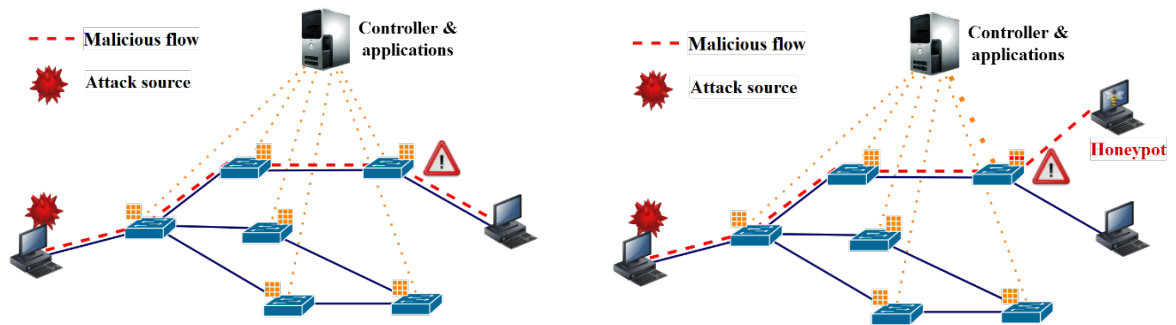 Controller &
applications
Malicious flow
Attack source
Controller &
applications
Malicious flow
Attack source
Honeypot